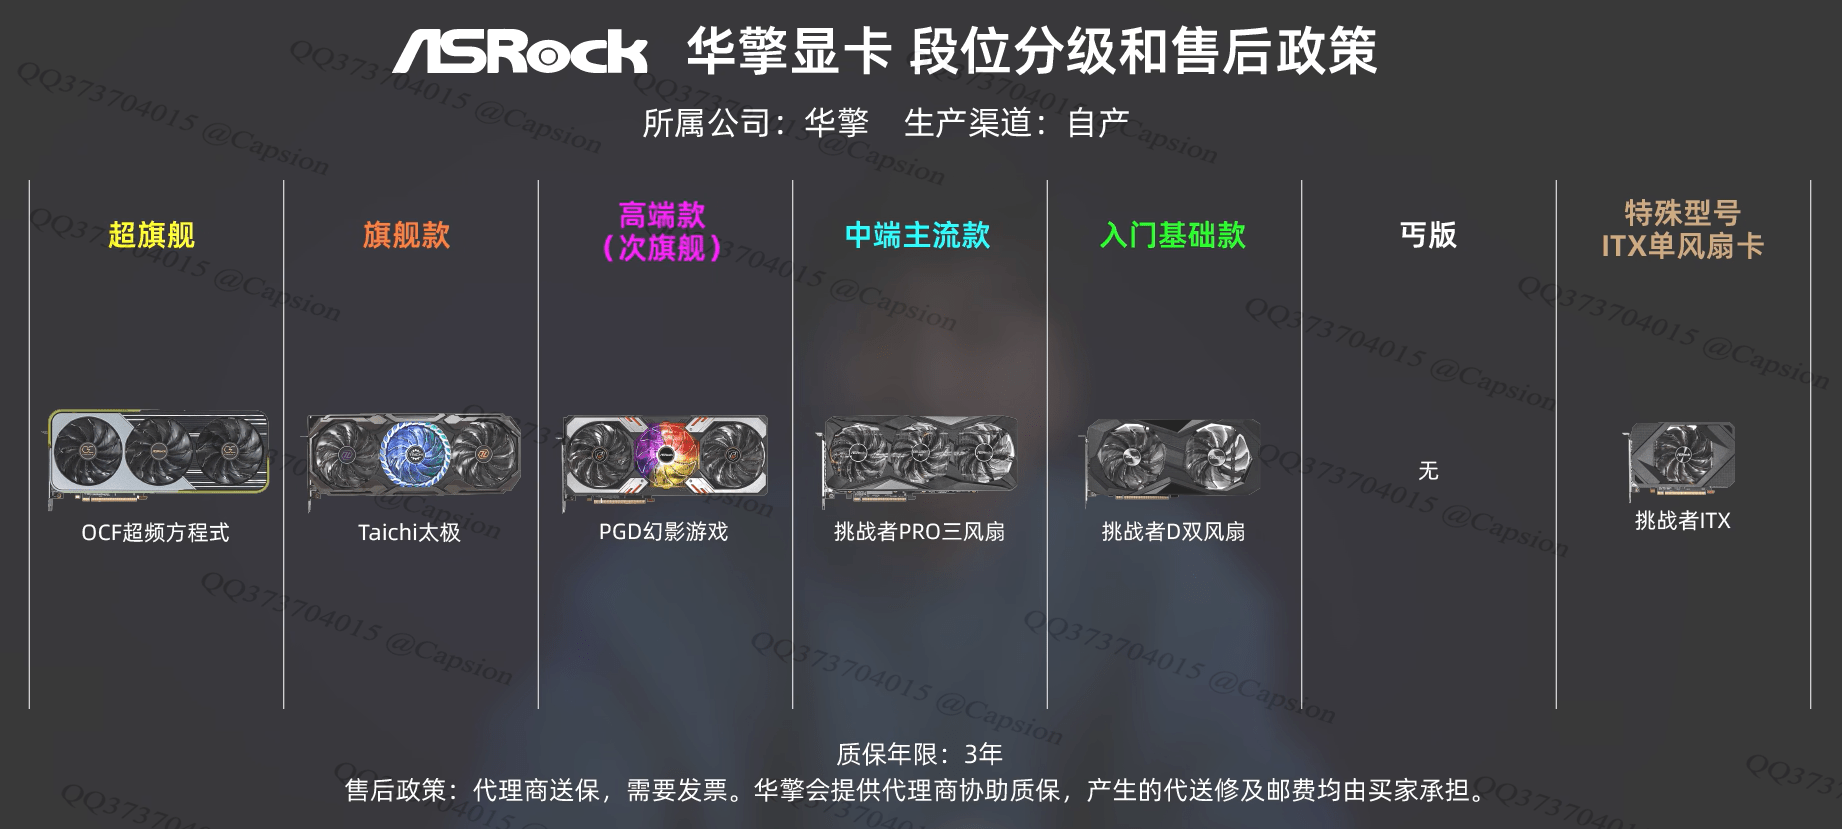 ASRock 华擎显卡 段位分级和售后政策
所属公司：华擎 生产渠道：自产
超旗舰
旗舰款
高端款
（次旗舰）
中端主流款
入门基础款
丐版
特殊型号
ITX单风扇卡
OCF超频方程式
Taichi太极
PGD幻影游戏
挑战者PRO三风扇
挑战者D双风扇
无
挑战者ITX
质保年限：3年
售后政策：代理商送保，需要发票。华擎会提供代理商协助质保，产生的代送修及邮费均由买家承担。
QQ373704015 @Capsion